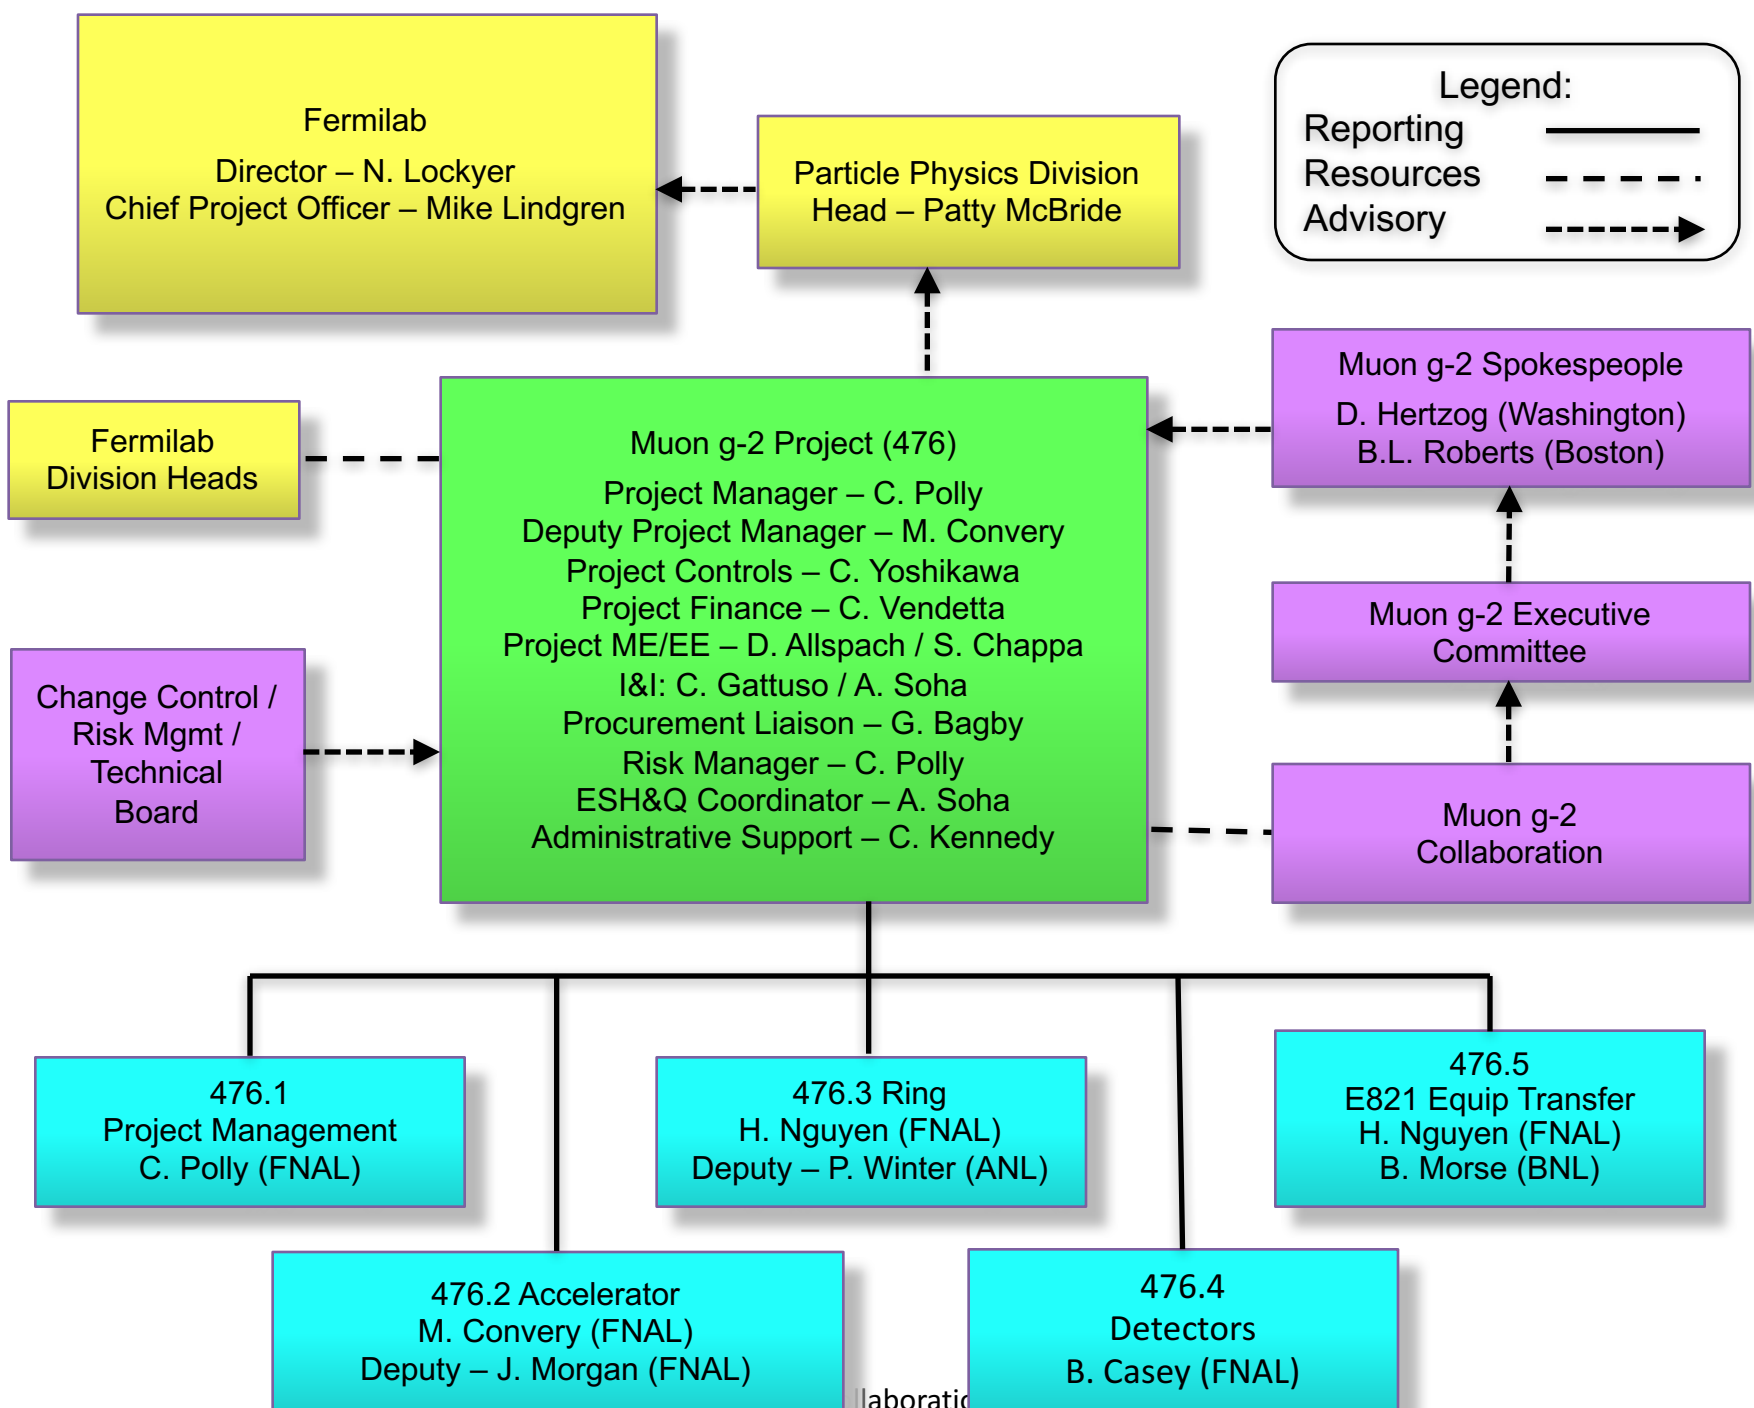 Fermilab
Director – N. Lockyer
Chief Project Officer – Mike Lindgren
Particle Physics Division
Head – Patty McBride
Legend:
Reporting
Resources
Advisory
Fermilab
Division Heads
Muon g-2 Project (476)
Project Manager – C. Polly
Deputy Project Manager – M. Convery
Project Controls – C. Yoshikawa
Project Finance – C. Vendetta
Project ME/EE – D. Allspach / S. Chappa
I&I: C. Gattuso / A. Soha
Procurement Liaison – G. Bagby
Risk Manager – C. Polly
ESH&Q Coordinator – A. Soha
Administrative Support – C. Kennedy
Muon g-2 Spokespeople
D. Hertzog (Washington)
B.L. Roberts (Boston)
Muon g-2 Executive
Committee
Change Control /
Risk Mgmt /
Technical
Board
Muon g-2
Collaboration
476.1
Project Management
C. Polly (FNAL)
476.3 Ring
H. Nguyen (FNAL)
Deputy – P. Winter (ANL)
476.5
E821 Equip Transfer
H. Nguyen (FNAL)
B. Morse (BNL)
476.2 Accelerator
M. Convery (FNAL)
Deputy – J. Morgan (FNAL)
476.4
Detectors
B. Casey (FNAL)